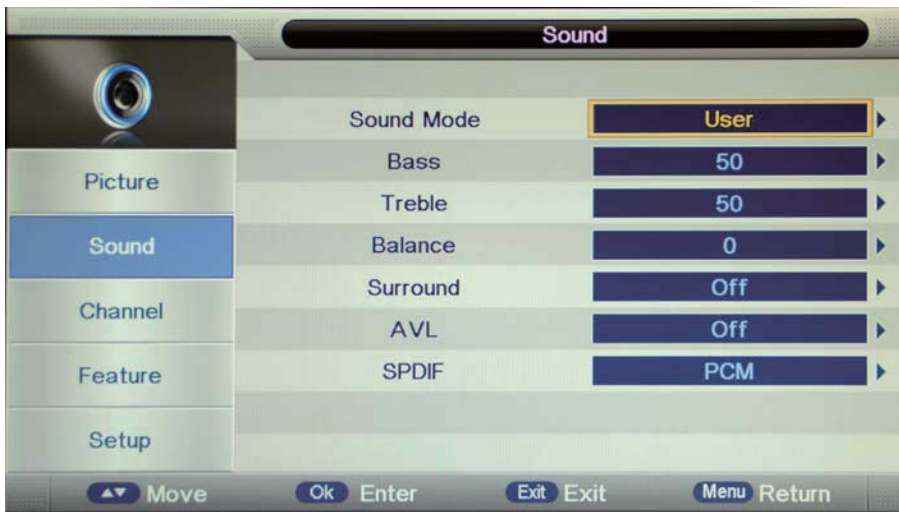 Sound
Picture
Sound
Channel
Feature
Setup
Sound Mode User
Bass 50
Treble 50
Balance 0
Surround Off
AVL Off
SPDIF PCM
Move Ok Enter Exit Exit Menu Return